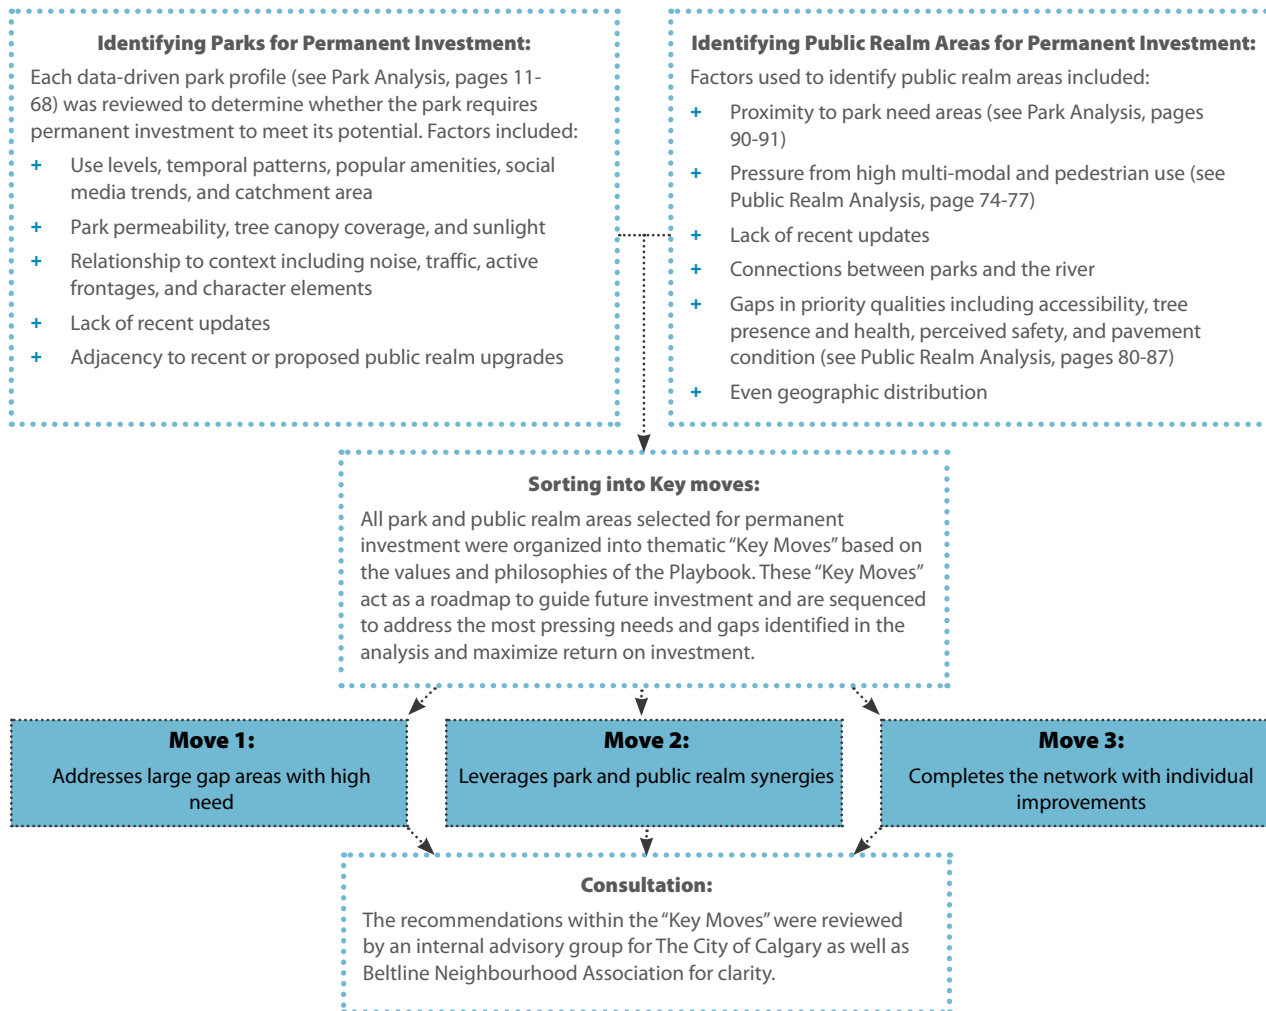 Identifying Parks for Permanent Investment:
Each data-driven park profile (see Park Analysis, pages 11-
68) was reviewed to determine whether the park requires
permanent investment to meet its potential. Factors included:
+ Use levels, temporal patterns, popular amenities, social
media trends, and catchment area
+ Park permeability, tree canopy coverage, and sunlight
+ Relationship to context including noise, traffic, active
frontages, and character elements
+ Lack of recent updates
+ Adjacency to recent or proposed public realm upgrades
Identifying Public Realm Areas for Permanent Investment:
Factors used to identify public realm areas included:
+ Proximity to park need areas (see Park Analysis, pages
90-91)
+ Pressure from high multi-modal and pedestrian use (see
Public Realm Analysis, page 74-77)
+ Lack of recent updates
+ Connections between parks and the river
+ Gaps in priority qualities including accessibility, tree
presence and health, perceived safety, and pavement
condition (see Public Realm Analysis, pages 80-87)
+ Even geographic distribution
Sorting into Key moves:
All park and public realm areas selected for permanent
investment were organized into thematic “Key Moves” based on
the values and philosophies of the Playbook. These “Key Moves”
act as a roadmap to guide future investment and are sequenced
to address the most pressing needs and gaps identified in the
analysis and maximize return on investment.
Move 1:
Addresses large gap areas with high
need
Move 2:
Leverages park and public realm synergies
Move 3:
Completes the network with individual
improvements
Consultation:
The recommendations within the “Key Moves” were reviewed
by an internal advisory group for The City of Calgary as well as
Beltline Neighbourhood Association for clarity.